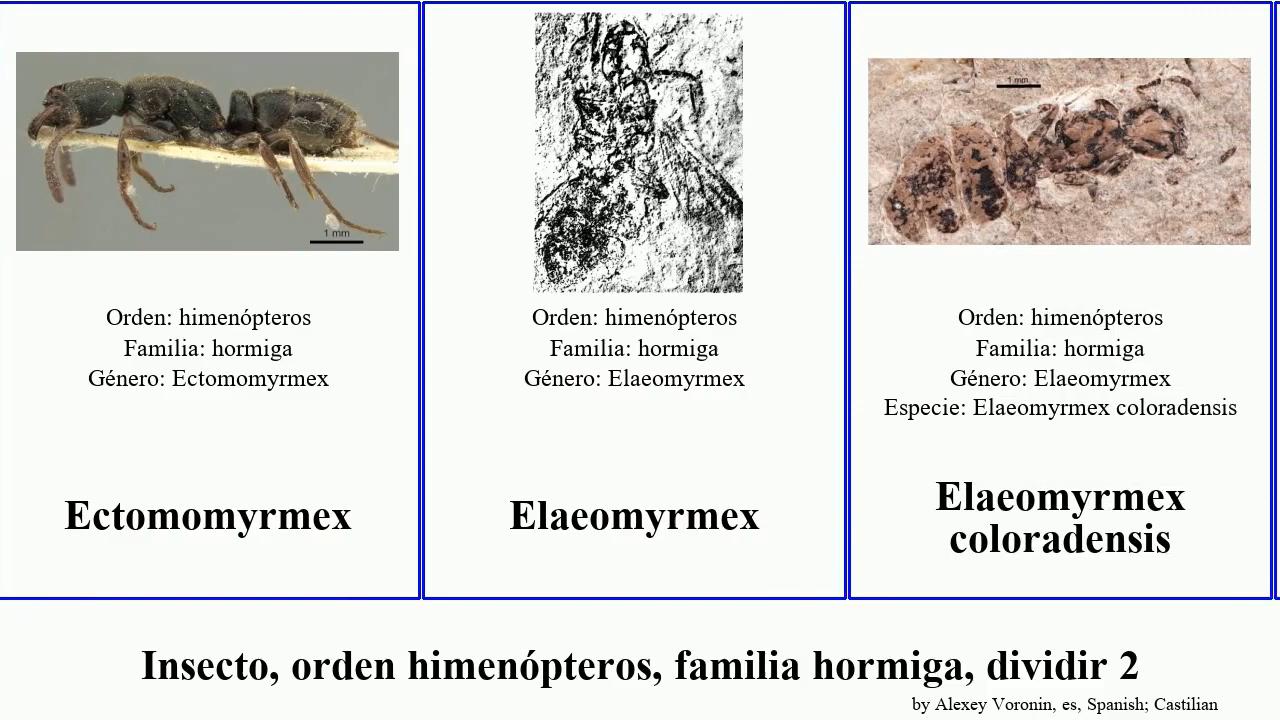 1 mm
Orden: himenópteros
Familia: hormiga
Género: Ectomomyrmex
Ectomomyrmex
Orden: himenópteros
Familia: hormiga
Género: Elaeomyrmex
Elaeomyrmex
1 mm
Orden: himenópteros
Familia: hormiga
Género: Elaeomyrmex
Especie: Elaeomyrmex coloradensis
Elaeomyrmex
coloradensis
Insecto, orden himenópteros, familia hormiga, dividir 2
by Alexey Voronin, es, Spanish; Castilian